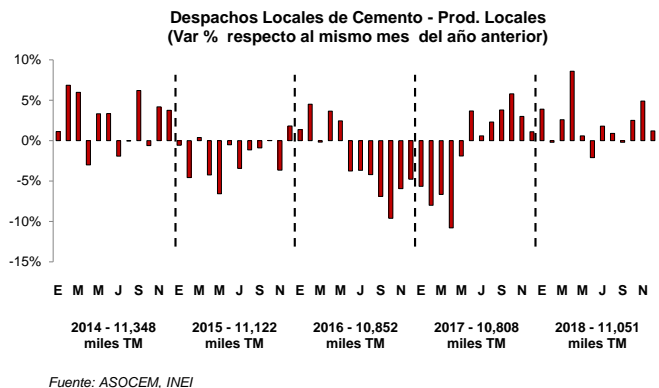 Despachos Locales de Cemento - Prod. Locales
(Var % respecto al mismo mes del año anterior)
10%
5%
0%
-5%
-10%
-15%
E M M J S N E M M J S N E M M J S N E M M J S N E M M J S N
2014 - 11,348 2015 - 11,122 2016 - 10,852 2017 - 10,808 2018 - 11,051
miles TM miles TM miles TM miles TM miles TM
Fuente: ASOCEM, INEI